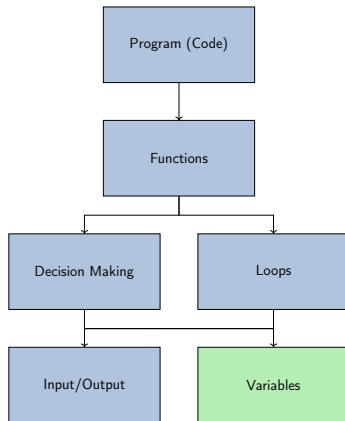 Program (Code)
Functions
Decision Making
Loops
Input/Output
Variables